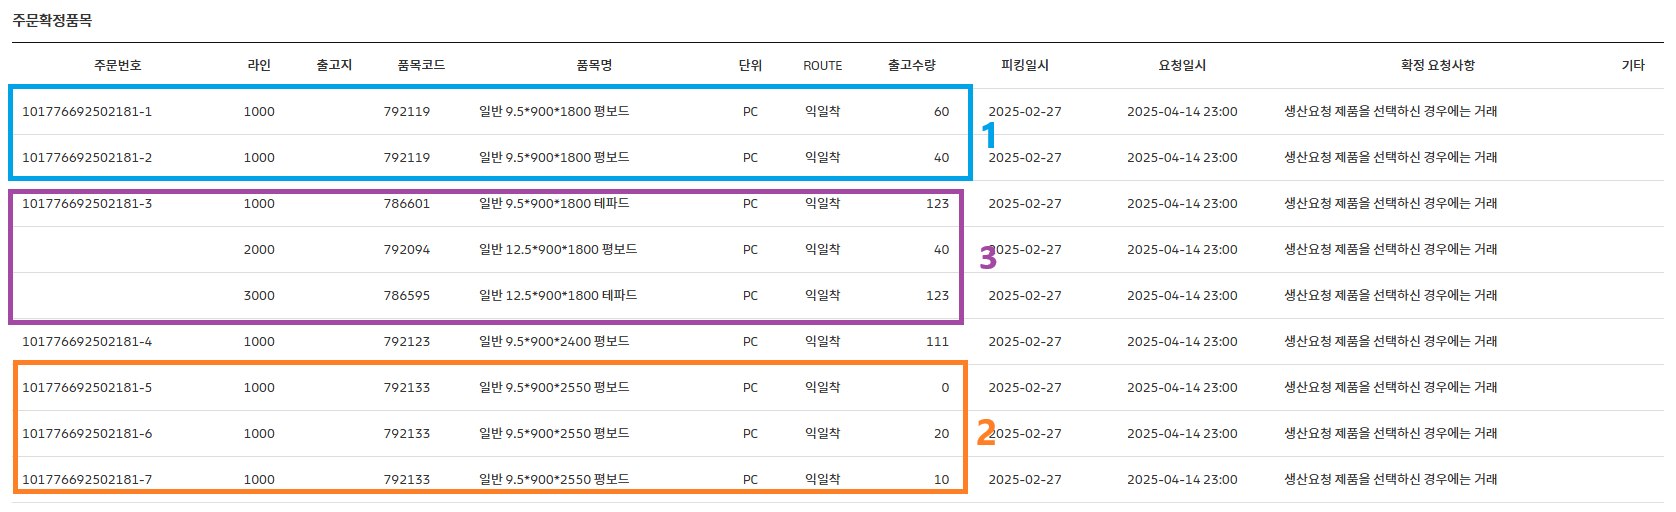 주문확정품목
주문번호 라인 출고지 품목코드 품목명 단위 ROUTE 출고수량 피킹일시 요청일시 확정 요청사항 기타
101776692502181-1 1000 792119 일반 9.5*900*1800 평보드 PC 익일착 60 2025-02-27 2025-04-14 23:00 생산요청 제품을 선택하신 경우에는 거래
1
101776692502181-2 1000 792119 일반 9.5*900*1800 평보드 PC 익일착 40 2025-02-27 2025-04-14 23:00 생산요청 제품을 선택하신 경우에는 거래
101776692502181-3 1000 786601 일반 9.5*900*1800 테파드 PC 익일착 123 2025-02-27 2025-04-14 23:00 생산요청 제품을 선택하신 경우에는 거래
2000 792094 일반 12.5*900*1800 평보드 PC 익일착 40 2025-02-27 2025-04-14 23:00 생산요청 제품을 선택하신 경우에는 거래
3
3000 786595 일반 12.5*900*1800 테파드 PC 익일착 123 2025-02-27 2025-04-14 23:00 생산요청 제품을 선택하신 경우에는 거래
101776692502181-4 1000 792123 일반 9.5*900*2400 평보드 PC 익일착 111 2025-02-27 2025-04-14 23:00 생산요청 제품을 선택하신 경우에는 거래
101776692502181-5 1000 792133 일반 9.5*900*2550 평보드 PC 익일착 0 2025-02-27 2025-04-14 23:00 생산요청 제품을 선택하신 경우에는 거래
101776692502181-6 1000 792133 일반 9.5*900*2550 평보드 PC 익일착 20 2025-02-27 2025-04-14 23:00 생산요청 제품을 선택하신 경우에는 거래
2
101776692502181-7 1000 792133 일반 9.5*900*2550 평보드 PC 익일착 10 2025-02-27 2025-04-14 23:00 생산요청 제품을 선택하신 경우에는 거래